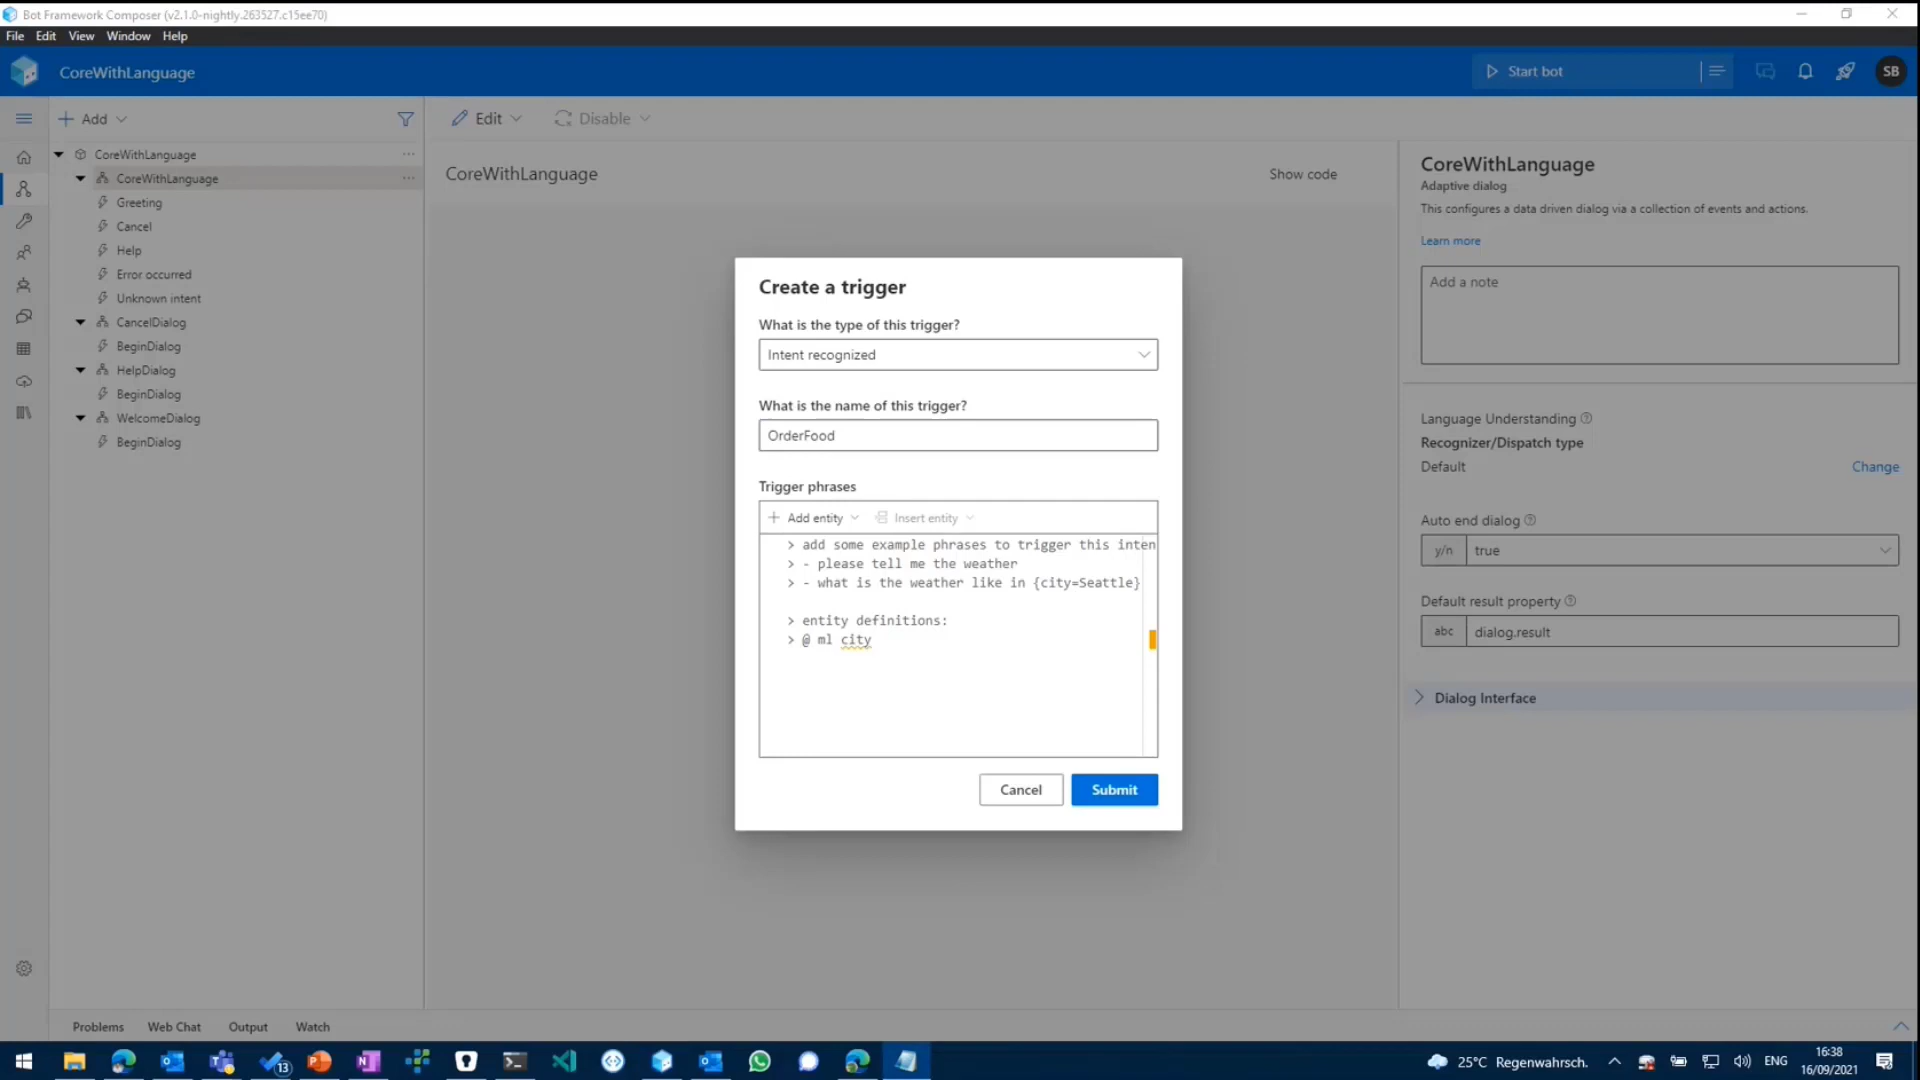 Bot Framework Composer (v2.1.0-nightly.263527.c15ee70)
File Edit View Window Help
CoreWithLanguage
Start bot
SB
Add
Edit
Disable
CoreWithLanguage
CoreWithLanguage
Greeting
Cancel
Help
Error occurred
Unknown intent
CancelDialog
BeginDialog
HelpDialog
BeginDialog
WelcomeDialog
BeginDialog
CoreWithLanguage
Show code
Create a trigger
What is the type of this trigger?
Intent recognized
What is the name of this trigger?
OrderFood
Trigger phrases
Add entity
Insert entity
> add some example phrases to trigger this inten
> - please tell me the weather
> - what is the weather like in {city=Seattle}
> entity definitions:
> @ ml city
Cancel
Submit
CoreWithLanguage
Adaptive dialog
This configures a data driven dialog via a collection of events and actions.
Learn more
Add a note
Language Understanding
Recognizer/Dispatch type
Default
Change
Auto end dialog
y/n true
Default result property
abc dialog.result
Dialog Interface
Problems Web Chat Output Watch
13
25°C Regenwahrsch.
ENG
16:38
16/09/2021